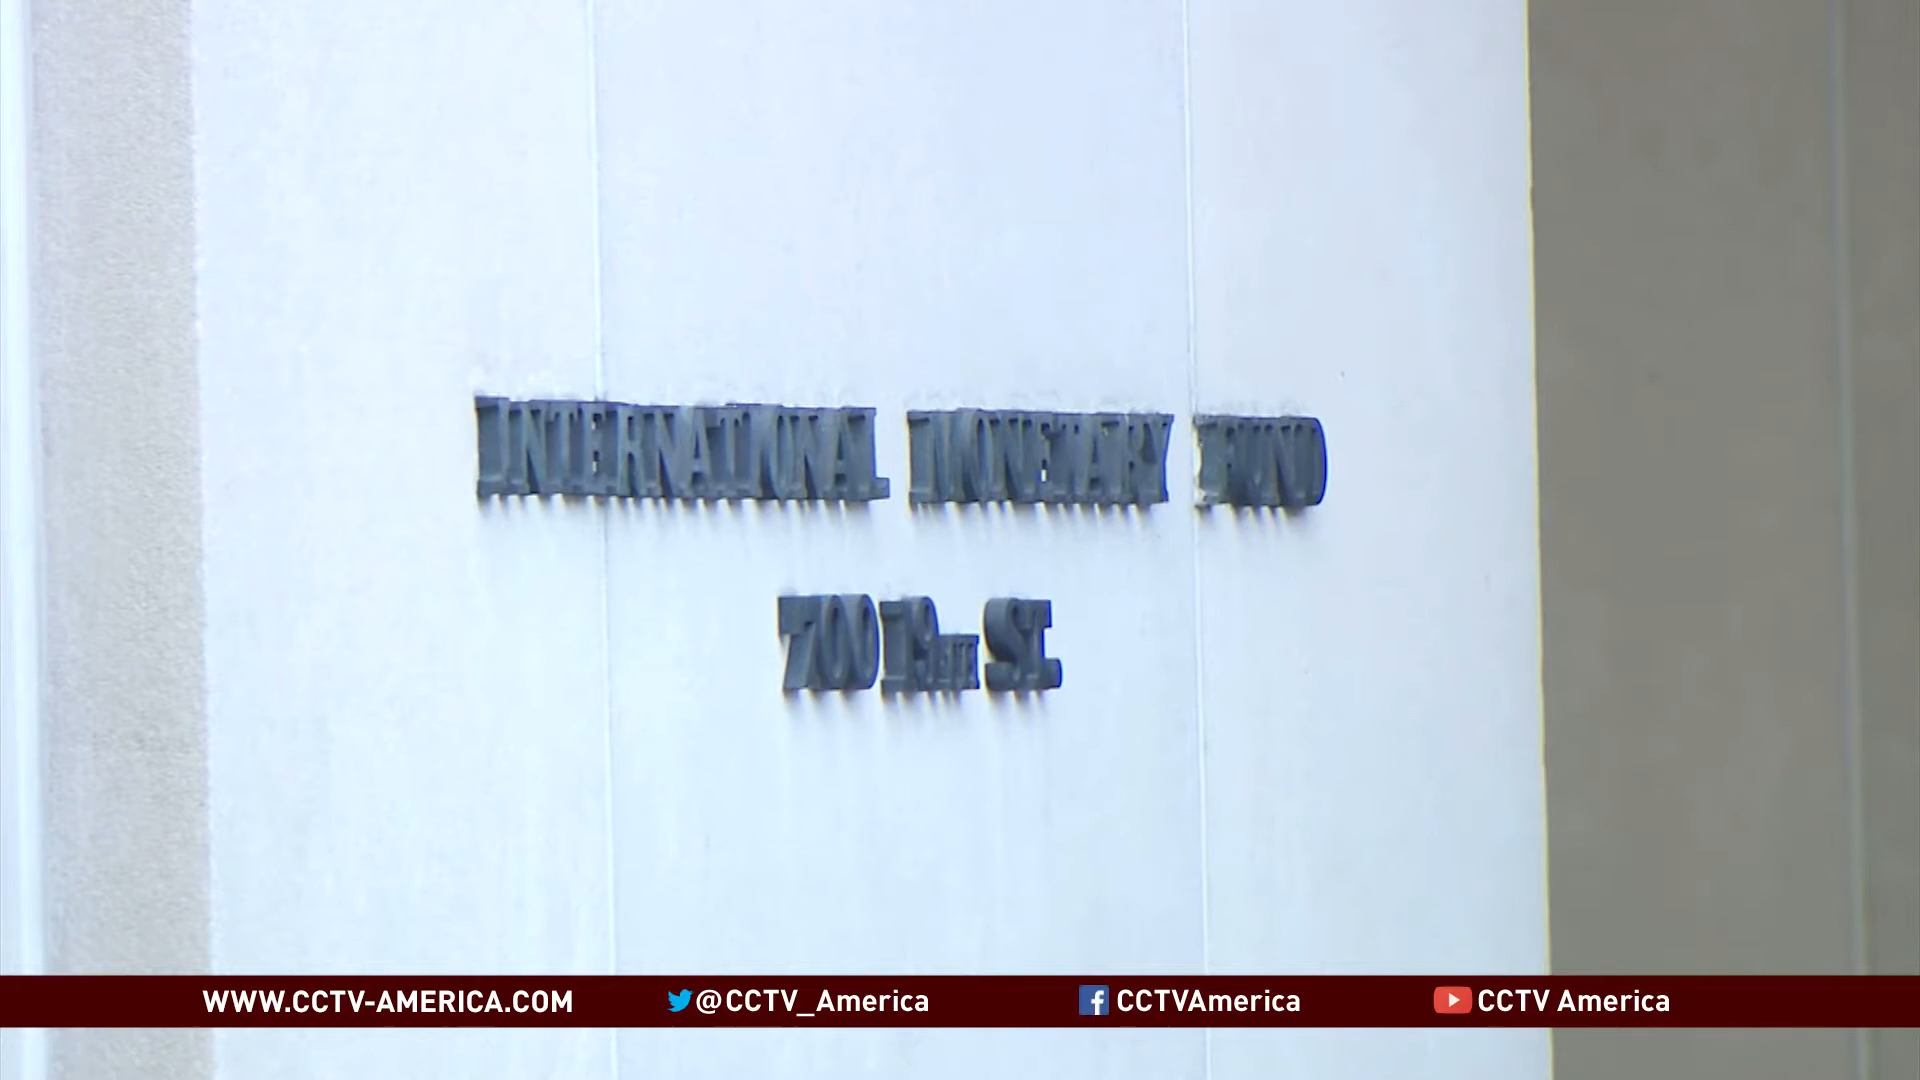 INTERNATIONAL MONETARY FUND
700 19TH ST.
WWW.CCTV-AMERICA.COM @CCTV_America CCTVAmerica CCTV America